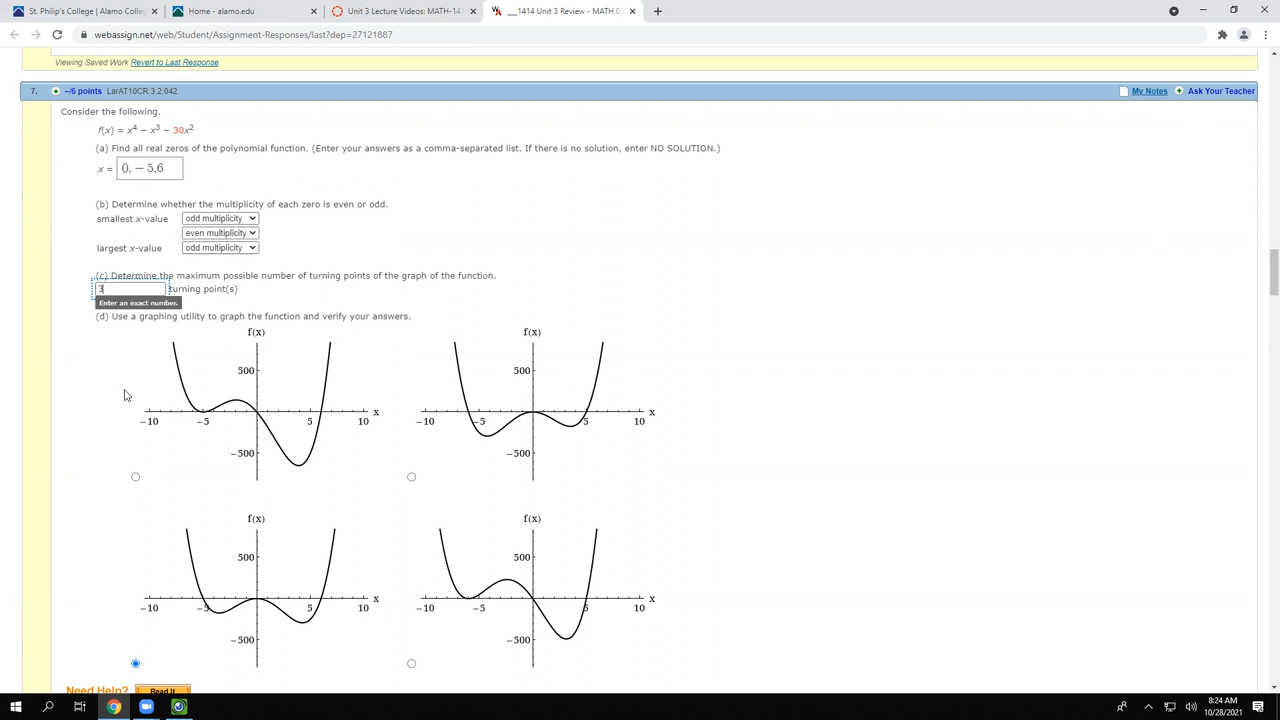 St. Philip's College | Alamo Colleg
Home - alamo.edu
Unit 3 Lecture Videos: MATH-141
__1414 Unit 3 Review - MATH 03
webassign.net/web/Student/Assignment-Responses/last?dep=27121887
Viewing Saved Work Revert to Last Response
7. –/6 points LarAT10CR 3.2.042. My Notes Ask Your Teacher
Consider the following.
f(x) = x⁴ − x³ − 30x²
(a) Find all real zeros of the polynomial function. (Enter your answers as a comma-separated list. If there is no solution, enter NO SOLUTION.)
x = 0, − 5,6
(b) Determine whether the multiplicity of each zero is even or odd.
smallest x-value odd multiplicity
even multiplicity
largest x-value odd multiplicity
(c) Determine the maximum possible number of turning points of the graph of the function.
3 turning point(s)
Enter an exact number.
(d) Use a graphing utility to graph the function and verify your answers.
f(x) f(x)
500 500
x x
−10 −5 5 10 −10 −5 5 10
−500 −500
f(x) f(x)
500 500
x x
−10 −5 5 10 −10 −5 5 10
−500 −500
Need Help? Read It
8:24 AM
10/28/2021